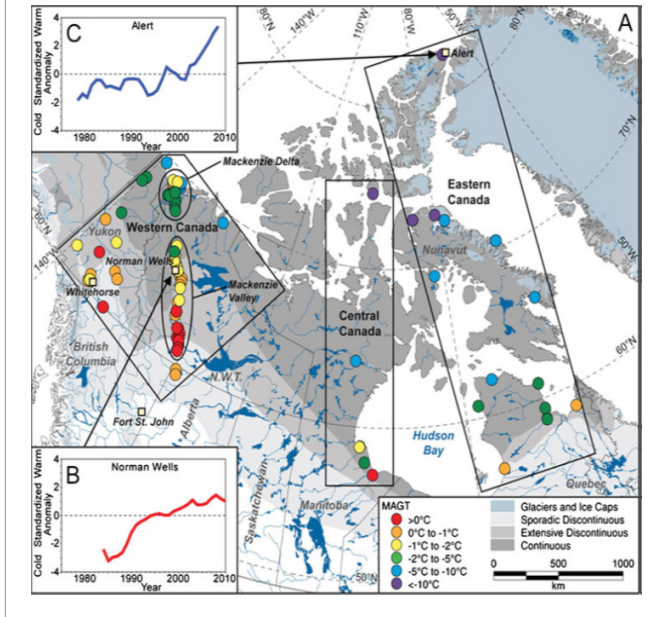 C
Alert
Cold Standardized Warm
Anomaly
4
2
0
-2
-4
1980 1990 2000 2010
Year
A
80°N
140°W
110°W
80°W
50°W
80°N
20°W
70°N
Alert
Mackenzie Delta
Eastern
Canada
60°N
Yukon
Western Canada
Nunavut
50°W
140°W
Norman Wells
Whitehorse
Mackenzie
Valley
Central
Canada
60°N
British
Columbia
N.W.T.
Fort St. John
Alberta
Hudson
Bay
Saskatchewan
Manitoba
Quebec
50°N
B
Norman Wells
Cold Standardized Warm
Anomaly
4
2
0
-2
-4
1980 1990 2000 2010
Year
MAGT
>0°C
0°C to -1°C
-1°C to -2°C
-2°C to -5°C
-5°C to -10°C
<-10°C
Glaciers and Ice Caps
Sporadic Discontinuous
Extensive Discontinuous
Continuous
0 500 1000
km